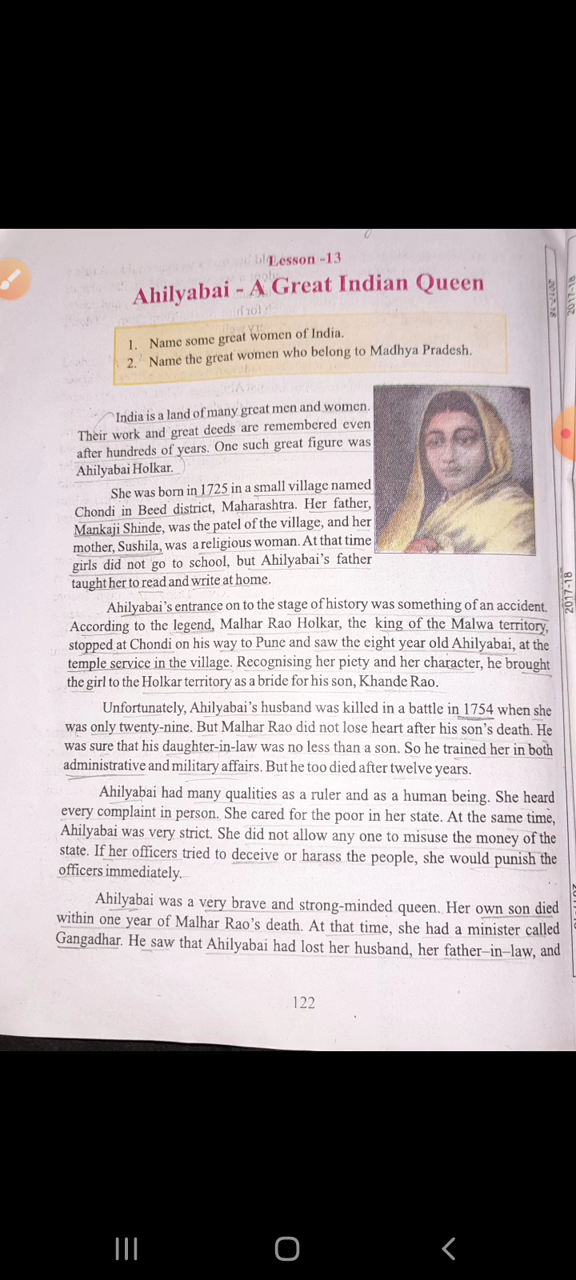 Lesson -13
Ahilyabai - A Great Indian Queen
1. Name some great women of India.
2. Name the great women who belong to Madhya Pradesh.
India is a land of many great men and women.
Their work and great deeds are remembered even
after hundreds of years. One such great figure was
Ahilyabai Holkar.
She was born in 1725 in a small village named
Chondi in Beed district, Maharashtra. Her father,
Mankaji Shinde, was the patel of the village, and her
mother, Sushila, was a religious woman. At that time
girls did not go to school, but Ahilyabai's father
taught her to read and write at home.
Ahilyabai's entrance on to the stage of history was something of an accident.
According to the legend, Malhar Rao Holkar, the king of the Malwa territory,
stopped at Chondi on his way to Pune and saw the eight year old Ahilyabai, at the
temple service in the village. Recognising her piety and her character, he brought
the girl to the Holkar territory as a bride for his son, Khande Rao.
Unfortunately, Ahilyabai's husband was killed in a battle in 1754 when she
was only twenty-nine. But Malhar Rao did not lose heart after his son's death. He
was sure that his daughter-in-law was no less than a son. So he trained her in both
administrative and military affairs. But he too died after twelve years.
Ahilyabai had many qualities as a ruler and as a human being. She heard
every complaint in person. She cared for the poor in her state. At the same time,
Ahilyabai was very strict. She did not allow any one to misuse the money of the
state. If her officers tried to deceive or harass the people, she would punish the
officers immediately.
Ahilyabai was a very brave and strong-minded queen. Her own son died
within one year of Malhar Rao's death. At that time, she had a minister called
Gangadhar. He saw that Ahilyabai had lost her husband, her father–in–law, and
122
2017-18
2017-18
2017-18